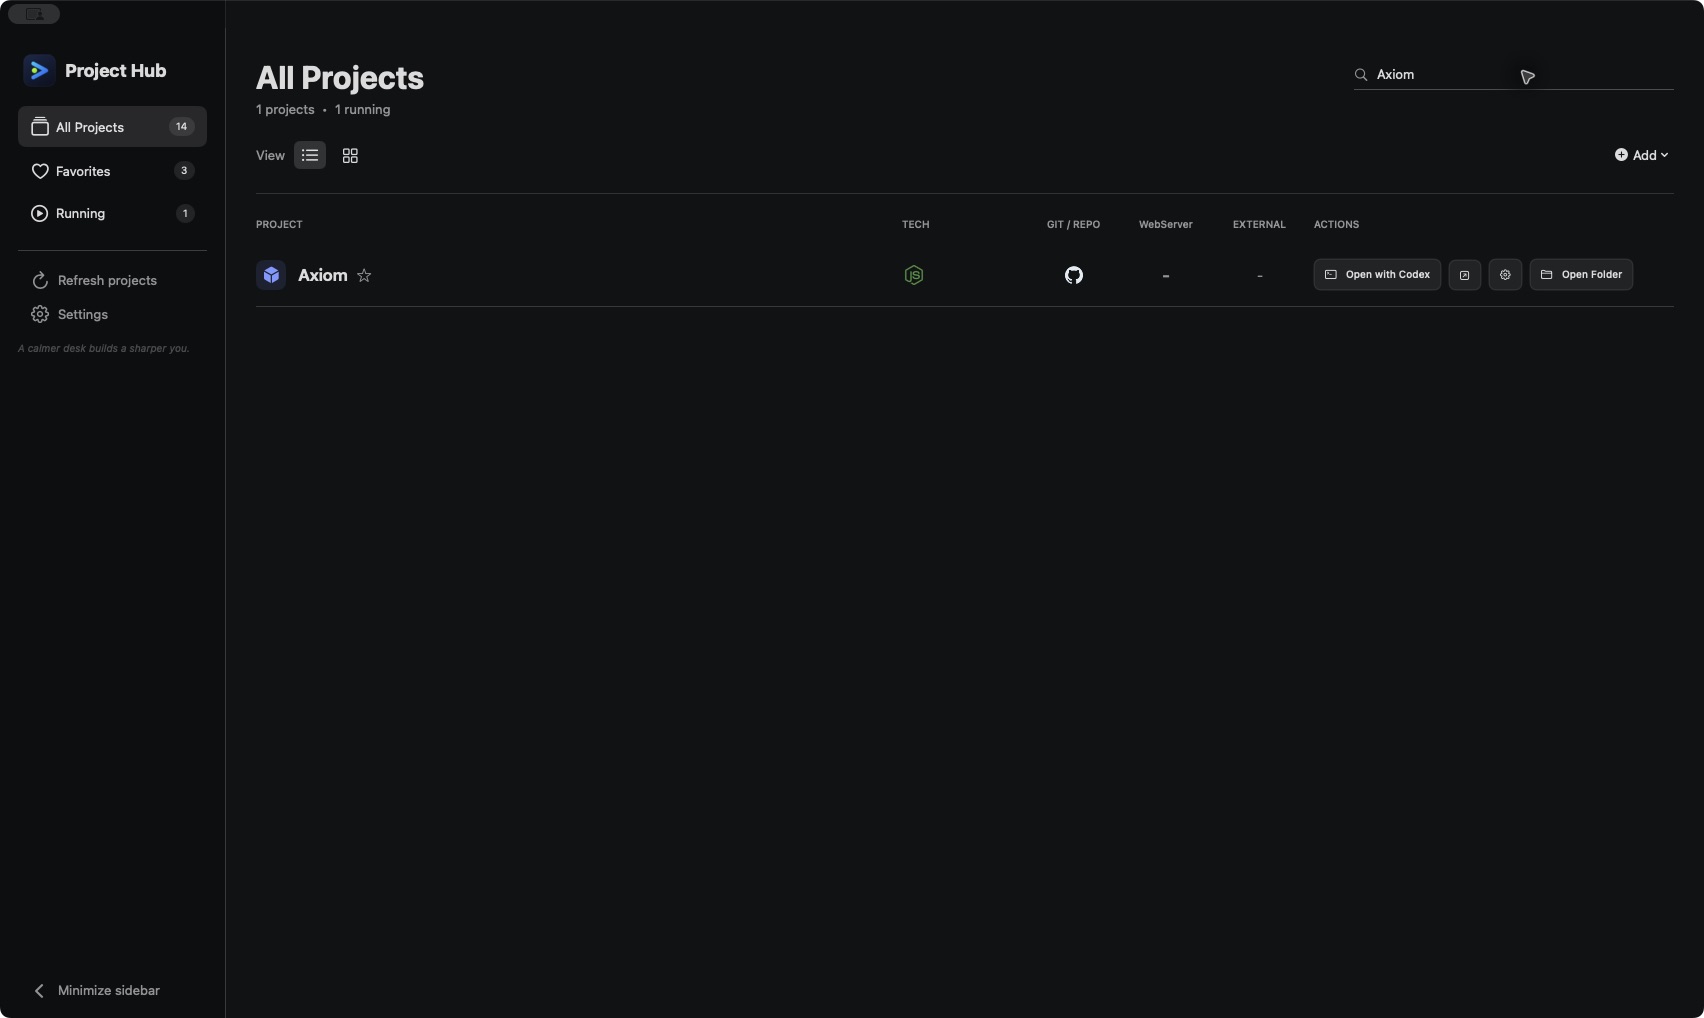 Project Hub
All Projects 14
Favorites 3
Running 1
Refresh projects
Settings
A calmer desk builds a sharper you.
Minimize sidebar
All Projects
1 projects • 1 running
Axiom
View
Add
PROJECT TECH GIT / REPO WebServer EXTERNAL ACTIONS
Axiom JS - - Open with Codex Open Folder